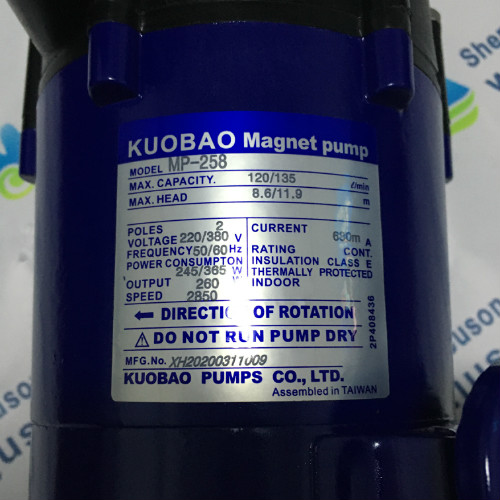 KUOBAO Magnet pump
MODEL MP-258
MAX. CAPACITY. 120/135 ℓ/min
MAX. HEAD 8.6/11.9 m
POLES 2
VOLTAGE 220/380 V
FREQUENCY 50/60 Hz
POWER CONSUMPTON
245/365 W
OUTPUT 260 W
SPEED 2850
CURRENT 690m A
RATING CONT.
INSULATION CLASS E
THERMALLY PROTECTED
INDOOR
2P408436
DIRECTION OF ROTATION
DO NOT RUN PUMP DRY
MFG.No. XH20200311009
KUOBAO PUMPS CO., LTD.
Assembled in TAIWAN